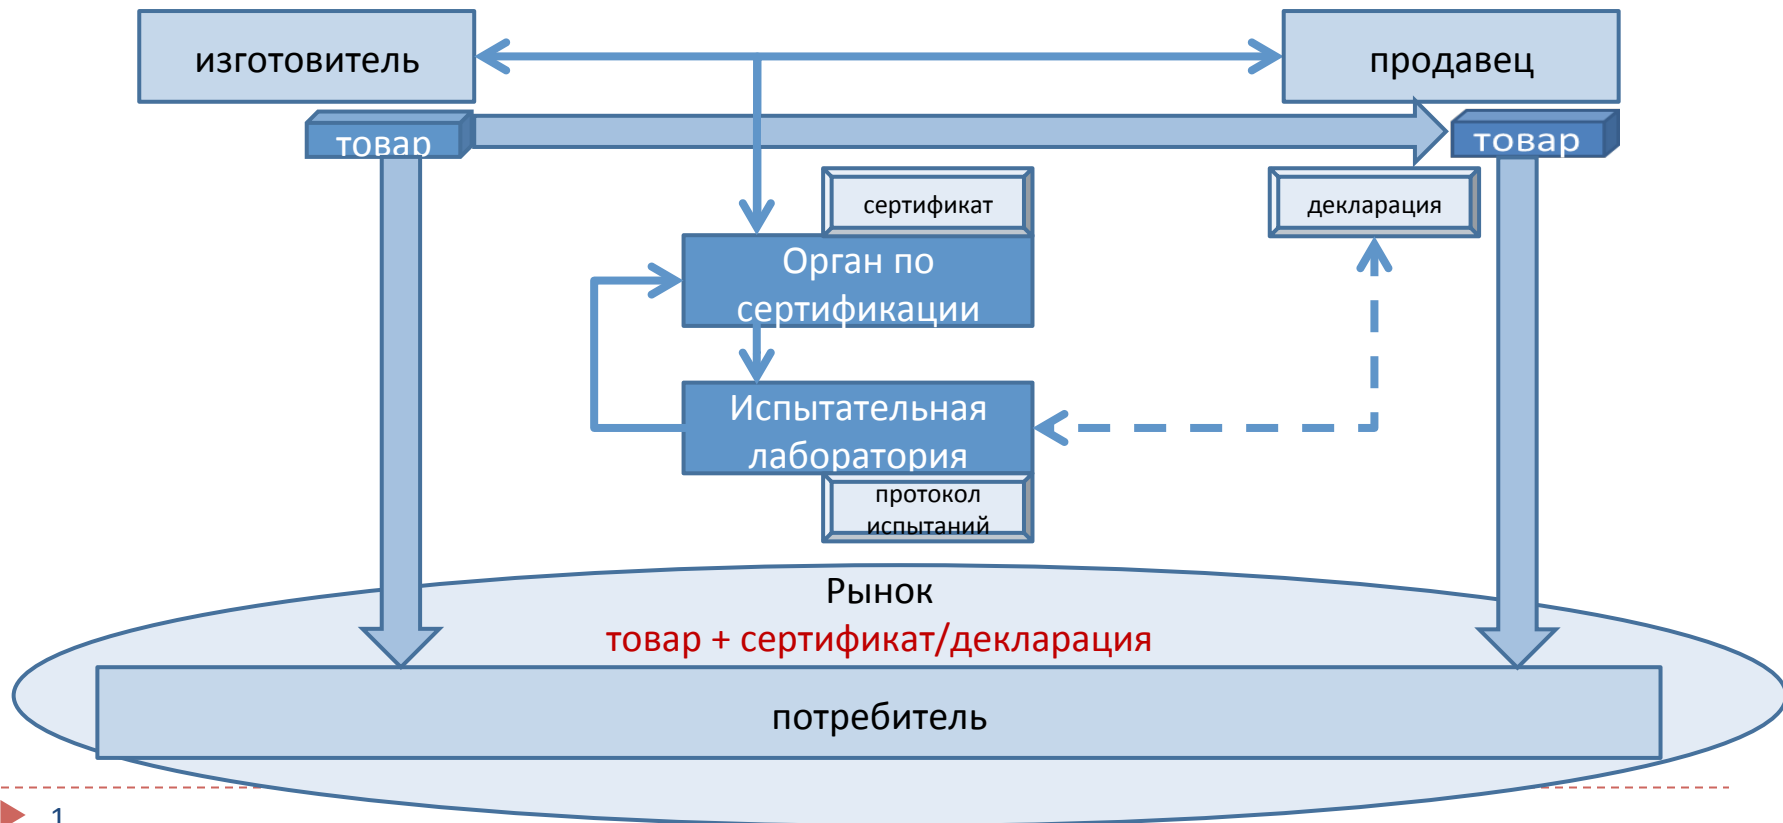 изготовитель
продавец
товар
товар
сертификат
декларация
Орган по
сертификации
Испытательная
лаборатория
протокол
испытаний
Рынок
товар + сертификат/декларация
потребитель
1